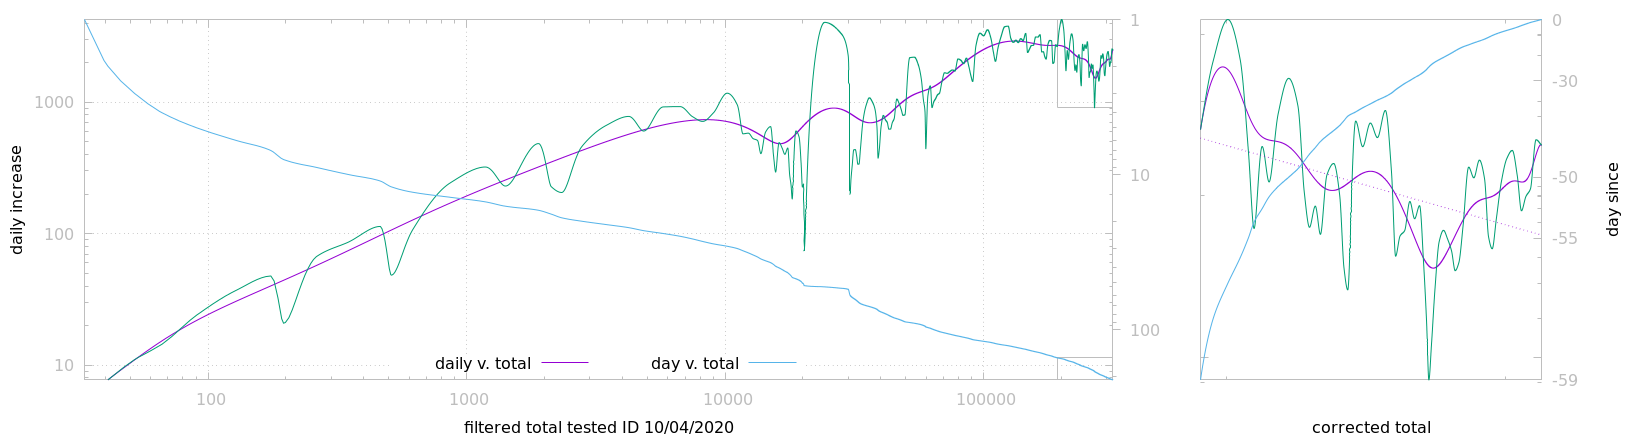 daily increase
1000
100
10
100
1000
10000
100000
daily v. total
day v. total
1
10
100
filtered total tested ID 10/04/2020
0
-30
-50
-55
-59
day since
corrected total